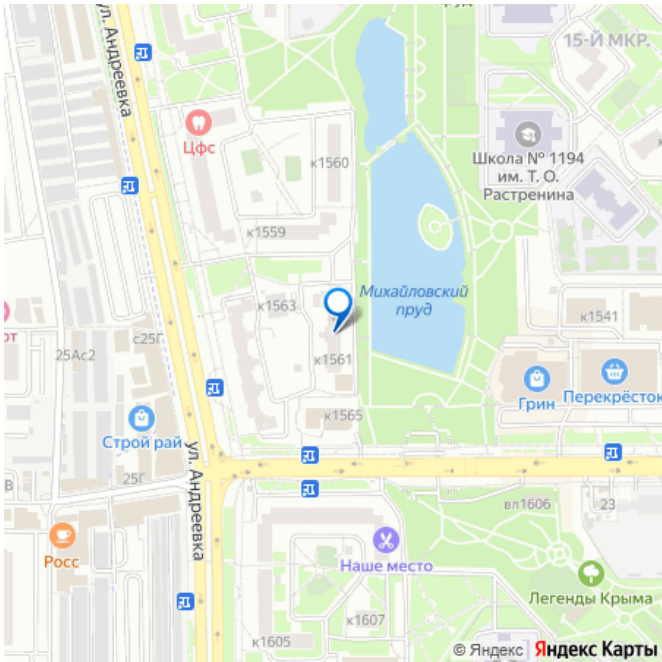 ул. Андреевка
15-Й МКР.
Цфс
к1560
Школа № 1194
им. Т. О.
Растренина
к1559
Михайловский
пруд
к1563
к1541
с25Г
25Ас2
к1561
Грин
Перекрёсток
к1565
Строй рай
ул. Андреевка
25Г
В
вл1606
23
Росс
Наше место
Легенды Крыма
к1607
к1605
© Яндекс Яндекс Карты